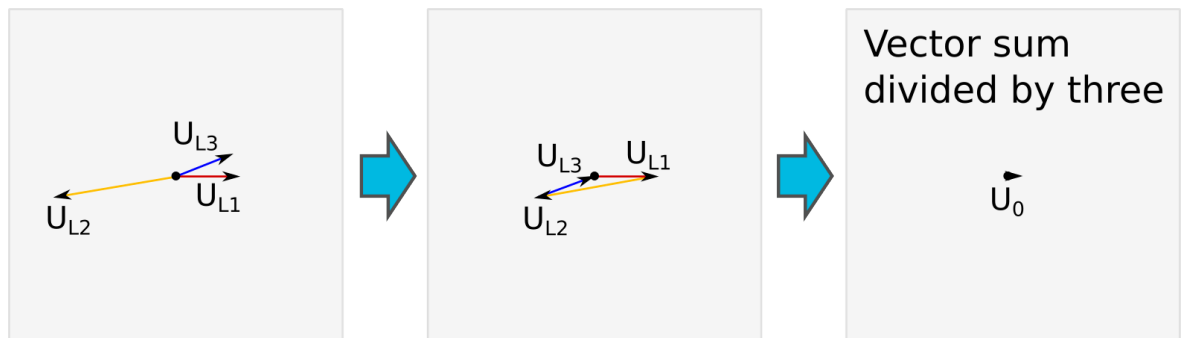 U_L3
U_L1
U_L2
U_L3
U_L1
U_L2
Vector sum
divided by three
U_0